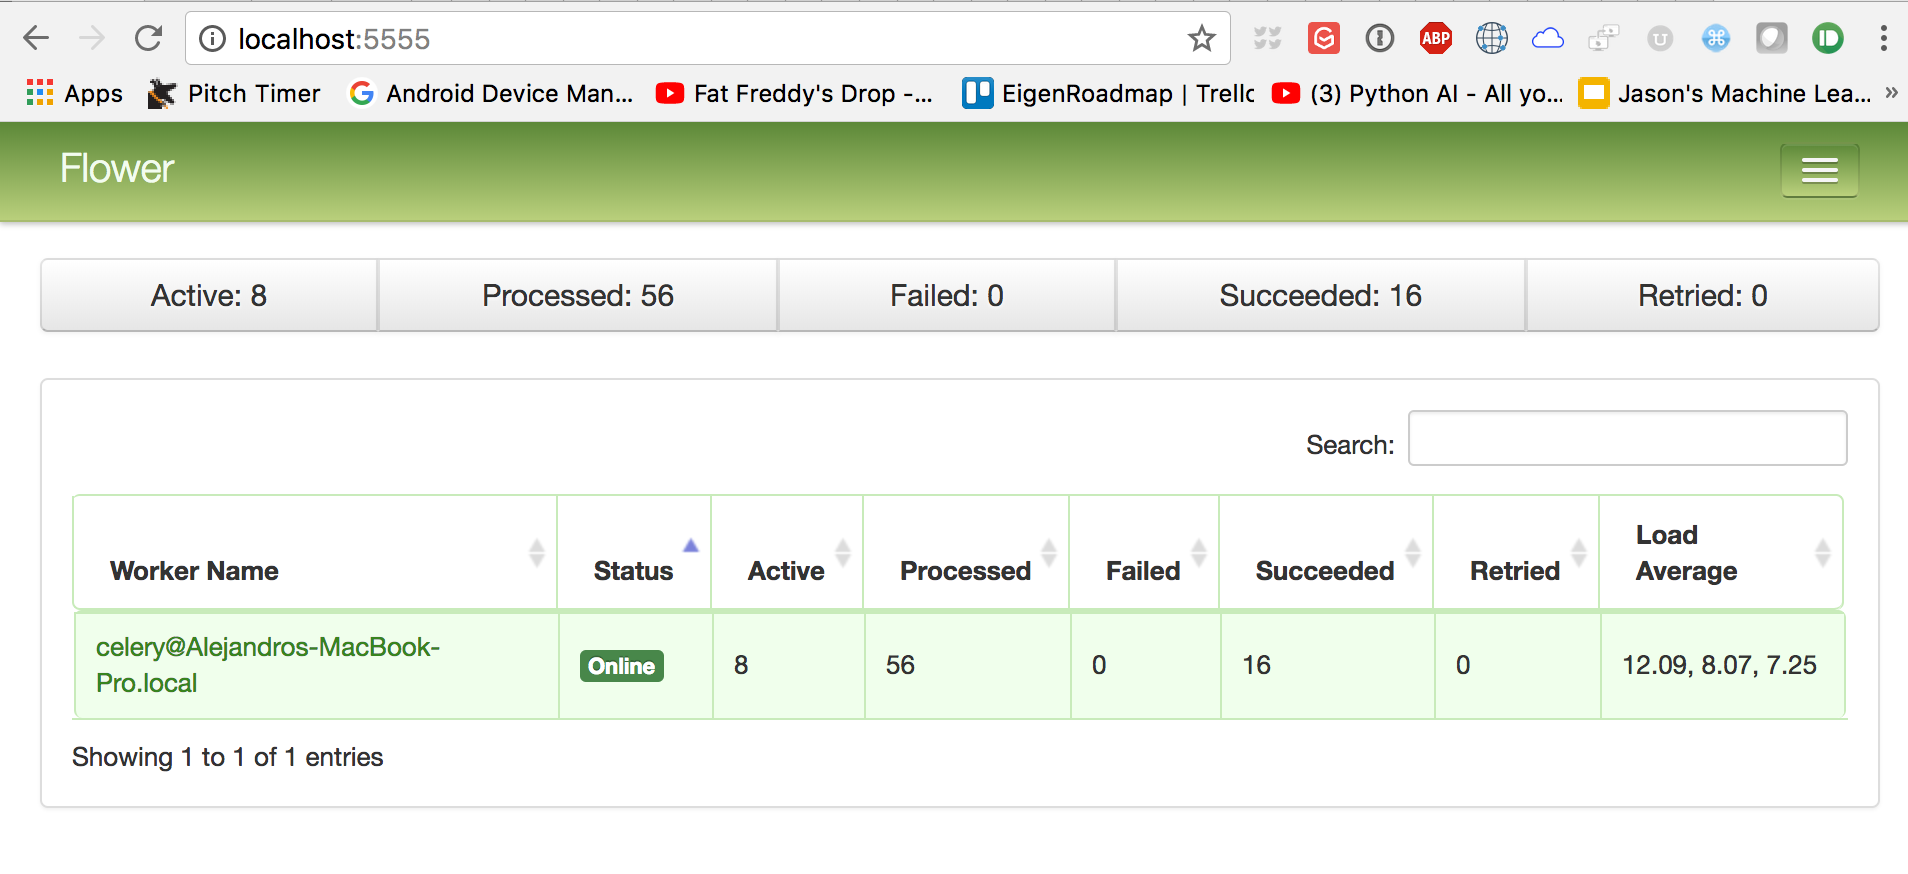 localhost:5555
ABP
Apps Pitch Timer Android Device Man... Fat Freddy's Drop -... EigenRoadmap | Trello (3) Python AI - All yo... Jason's Machine Lea... »
Flower
Active: 8 Processed: 56 Failed: 0 Succeeded: 16 Retried: 0
Search:
Worker Name Status Active Processed Failed Succeeded Retried Load Average
celery@Alejandros-MacBook-
Pro.local
Online 8 56 0 16 0 12.09, 8.07, 7.25
Showing 1 to 1 of 1 entries